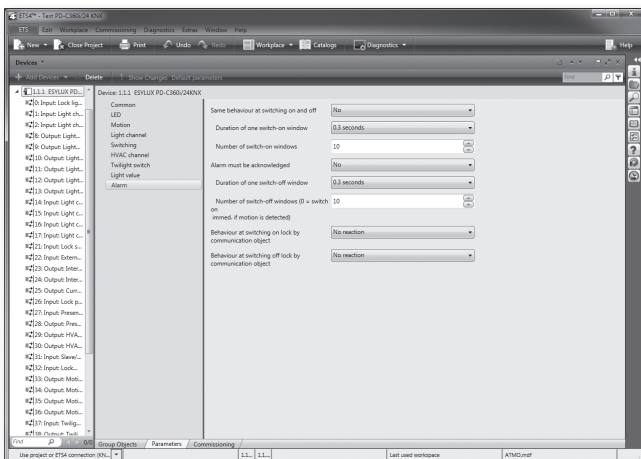 ETS4™ - Test PD-C360i/24 KNX
ETS Edit Workplace Commissioning Diagnostics Extras Window Help
New Close Project Print Undo Redo Workplace Catalogs Diagnostics Help
Devices
Add Devices Delete Show Changes Default parameters Find
1.1.1 ESYLUX PD...
0: Input: Lock lig...
1: Input: Light ch...
2: Input: Light ch...
8: Output: Light...
9: Output: Light...
10: Output: Light...
11: Output: Light...
12: Output: Light...
13: Output: Light...
14: Input: Light c...
15: Input: Light c...
16: Input: Light c...
17: Input: Light c...
21: Input: Lock s...
22: Input: Extern...
23: Output: Inter...
24: Output: Inter...
25: Output: Curr...
26: Input: Lock p...
27: Input: Presen...
28: Output: Pres...
29: Output: HVA...
30: Output: HVA...
31: Input: Slave/...
32: Input: Lock...
33: Output: Moti...
34: Output: Moti...
35: Output: Moti...
36: Output: Moti...
37: Input: Twilig...
38: Output: Twili...
Find 0/0
Device: 1.1.1 ESYLUX PD-C360i/24KNX
Common
LED
Motion
Light channel
Switching
HVAC channel
Twilight switch
Light value
Alarm
Same behaviour at switching on and off No
Duration of one switch-on window 0.3 seconds
Number of switch-on windows 10
Alarm must be acknowledged No
Duration of one switch-off window 0.3 seconds
Number of switch-off windows (0 = switch 10
on
immed. if motion is detected)
Behaviour at switching on lock by No reaction
communication object
Behaviour at switching off lock by No reaction
communication object
Group Objects Parameters Commissioning
Use project or ETS4 connection (KN... 1.1... 1.1... Last used workspace ATMO.mdf